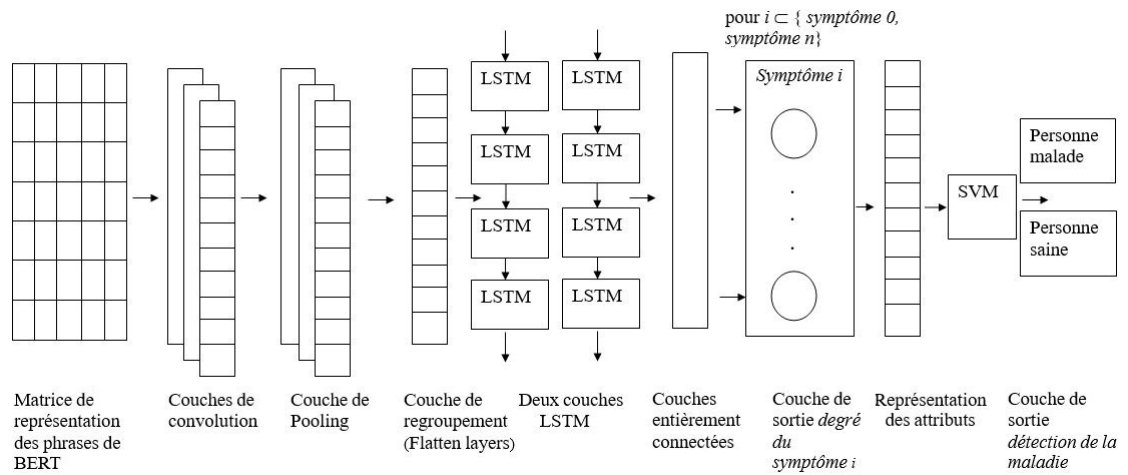 pour i ⊂ { symptôme 0,
symptôme n}
LSTM
LSTM
LSTM
LSTM
LSTM
LSTM
LSTM
LSTM
Symptôme i
.
.
.
SVM
Personne
malade
Personne
saine
Matrice de
représentation
des phrases de
BERT
Couches de
convolution
Couche de
Pooling
Couche de
regroupement
(Flatten layers)
Deux couches
LSTM
Couches
entièrement
connectées
Couche de
sortie degré
du
symptôme i
Représentation
des attributs
Couche de
sortie
détection de la
maladie